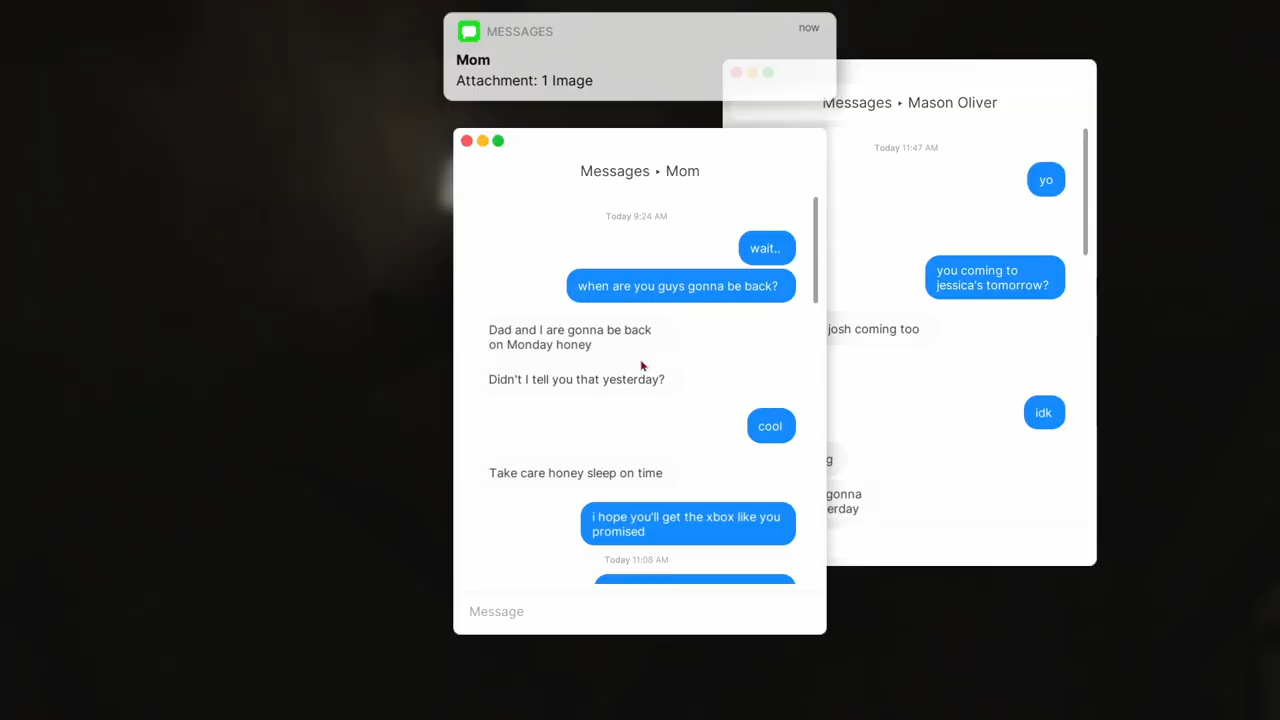 MESSAGES
now
Mom
Attachment: 1 Image
Messages ‣ Mom
Today 9:24 AM
wait..
when are you guys gonna be back?
Dad and I are gonna be back
on Monday honey
Didn't I tell you that yesterday?
cool
Take care honey sleep on time
i hope you'll get the xbox like you
promised
Today 11:08 AM
Message
Messages ‣ Mason Oliver
Today 11:47 AM
yo
you coming to
jessica's tomorrow?
josh coming too
idk
g
gonna
erday